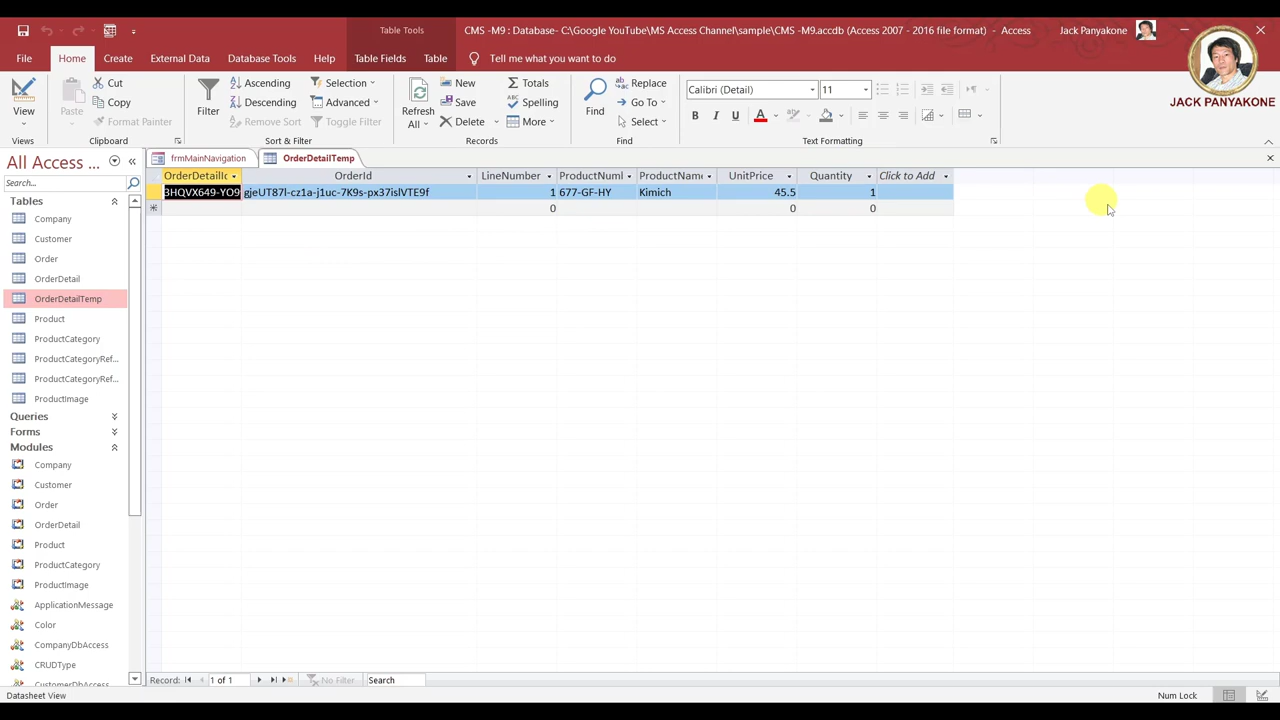 Table Tools
CMS -M9 : Database- C:\Google YouTube\MS Access Channel\sample\CMS -M9.accdb (Access 2007 - 2016 file format) - Access
Jack Panyakone
File
Home
Create
External Data
Database Tools
Help
Table Fields
Table
Tell me what you want to do
View
Views
Paste
Cut
Copy
Format Painter
Clipboard
Filter
Ascending
Descending
Remove Sort
Selection
Advanced
Toggle Filter
Sort & Filter
Refresh
All
New
Save
Delete
Totals
Spelling
More
Records
Find
Replace
Go To
Select
Find
Calibri (Detail)
11
B
I
U
A
Text Formatting
JACK PANYAKONE
All Access ...
Search...
Tables
Company
Customer
Order
OrderDetail
OrderDetailTemp
Product
ProductCategory
ProductCategoryRef...
ProductCategoryRef...
ProductImage
Queries
Forms
Modules
Company
Customer
Order
OrderDetail
Product
ProductCategory
ProductImage
ApplicationMessage
Color
CompanyDbAccess
CRUDType
CustomerDbAccess
frmMainNavigation
OrderDetailTemp
OrderId
LineNumber
UnitPrice
Quantity
Click to Add
3HQVX649-YO9
1
677-GF-HY
Kimich
45.5
1
0
0
0
Record:
1 of 1
No Filter
Search
Datasheet View
Num Lock